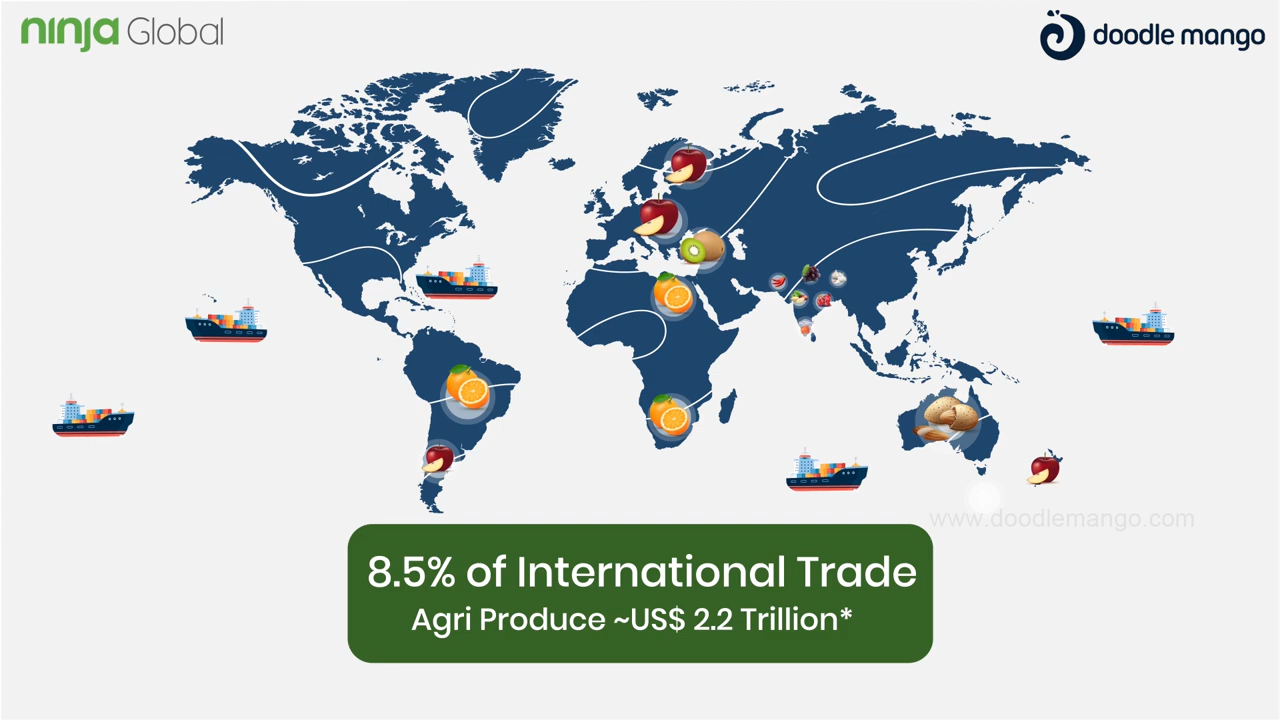 ninja Global
doodle mango
www.doodlemango.com
8.5% of International Trade
Agri Produce ~US$ 2.2 Trillion*